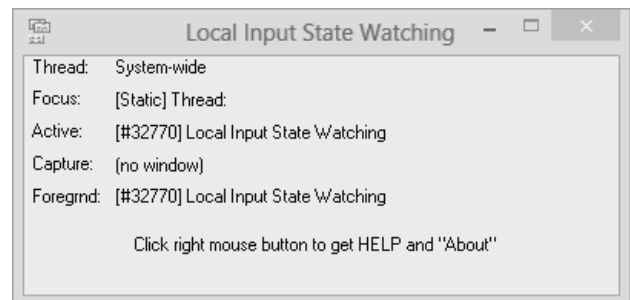 Local Input State Watching
Thread: System-wide
Focus: [Static] Thread:
Active: [#32770] Local Input State Watching
Capture: (no window)
Foregrnd: [#32770] Local Input State Watching
Click right mouse button to get HELP and "About"